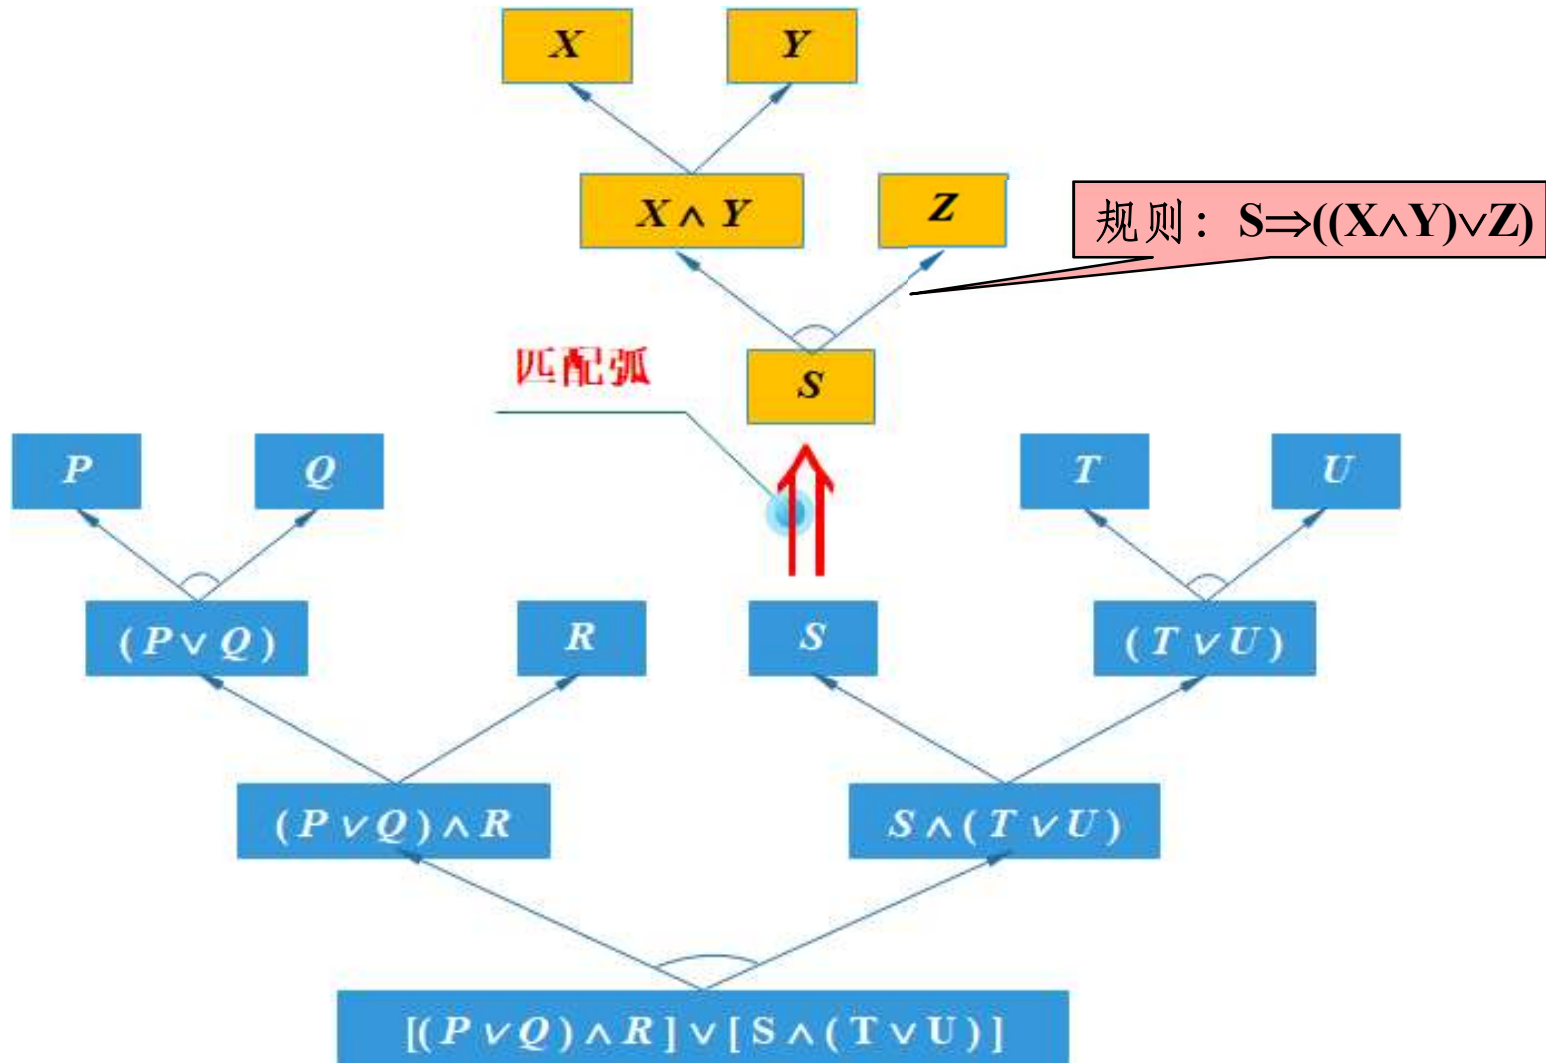 X Y
X ∧ Y Z
规则：S⇒((X∧Y)∨Z)
匹配弧
S
P Q T U
(P ∨ Q) R S (T ∨ U)
(P ∨ Q) ∧ R S ∧ (T ∨ U)
[(P ∨ Q) ∧ R] ∨ [S ∧ (T ∨ U)]